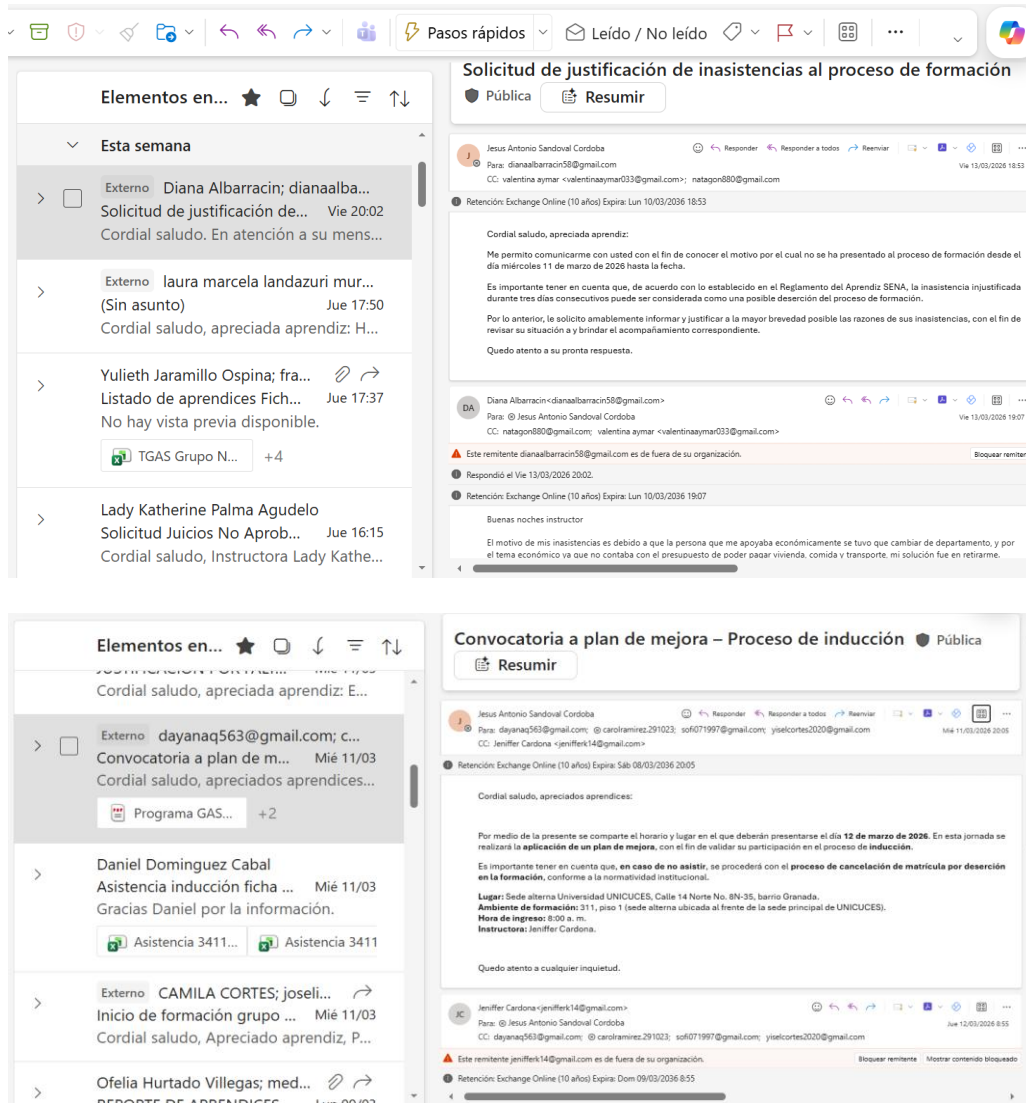 Pasos rápidos
Leído / No leído
Elementos en...
Esta semana
Externo Diana Albarracin; dianaalba...
Solicitud de justificación de... Vie 20:02
Cordial saludo. En atención a su mens...
Externo laura marcela landazuri mur...
(Sin asunto) Jue 17:50
Cordial saludo, apreciada aprendiz: H...
Yulieth Jaramillo Ospina; fra...
Listado de aprendices Fich... Jue 17:37
No hay vista previa disponible.
TGAS Grupo N... +4
Lady Katherine Palma Agudelo
Solicitud Juicios No Aprob... Jue 16:15
Cordial saludo, Instructora Lady Kathe...
Solicitud de justificación de inasistencias al proceso de formación
Pública Resumir
J Jesus Antonio Sandoval Cordoba Responder Responder a todos Reenviar
Para: dianaalbarracin58@gmail.com Vie 13/03/2026 18:53
CC: valentina aymar <valentinaaymar033@gmail.com>; natagon880@gmail.com
Retención: Exchange Online (10 años) Expira: Lun 10/03/2036 18:53
Cordial saludo, apreciada aprendiz:
Me permito comunicarme con usted con el fin de conocer el motivo por el cual no se ha presentado al proceso de formación desde el
día miércoles 11 de marzo de 2026 hasta la fecha.
Es importante tener en cuenta que, de acuerdo con lo establecido en el Reglamento del Aprendiz SENA, la inasistencia injustificada
durante tres días consecutivos puede ser considerada como una posible deserción del proceso de formación.
Por lo anterior, le solicito amablemente informar y justificar a la mayor brevedad posible las razones de sus inasistencias, con el fin de
revisar su situación y brindar el acompañamiento correspondiente.
Quedo atento a su pronta respuesta.
DA Diana Albarracin<dianaalbarracin58@gmail.com>
Para: Jesus Antonio Sandoval Cordoba Vie 13/03/2026 19:07
CC: natagon880@gmail.com; valentina aymar <valentinaaymar033@gmail.com>
Este remitente dianaalbarracin58@gmail.com es de fuera de su organización. Bloquear remiten
Respondió el Vie 13/03/2026 20:02.
Retención: Exchange Online (10 años) Expira: Lun 10/03/2036 19:07
Buenas noches instructor
El motivo de mis inasistencias es debido a que la persona que me apoyaba económicamente se tuvo que cambiar de departamento, y por
el tema económico ya que no contaba con el presupuesto de poder pagar vivienda, comida y transporte, mi solución fue en retirarme.
Elementos en...
Cordial saludo, apreciada aprendiz: E...
Externo dayanaq563@gmail.com; c...
Convocatoria a plan de m... Mié 11/03
Cordial saludo, apreciados aprendices...
Programa GAS... +2
Daniel Dominguez Cabal
Asistencia inducción ficha ... Mié 11/03
Gracias Daniel por la información.
Asistencia 3411... Asistencia 3411
Externo CAMILA CORTES; joseli...
Inicio de formación grupo ... Mié 11/03
Cordial saludo, Apreciado aprendiz, P...
Ofelia Hurtado Villegas; med...
REPORTE DE APRENDICES Lun 09/03
Convocatoria a plan de mejora – Proceso de inducción Pública
Resumir
J Jesus Antonio Sandoval Cordoba Responder Responder a todos Reenviar
Para: dayanaq563@gmail.com; carolramirez.291023; sofi071997@gmail.com; yiselcortes2020@gmail.com Mié 11/03/2026 20:05
CC: Jeniffer Cardona <jenifferk14@gmail.com>
Retención: Exchange Online (10 años) Expira: Sáb 08/03/2036 20:05
Cordial saludo, apreciados aprendices:
Por medio de la presente se comparte el horario y lugar en el que deberán presentarse el día 12 de marzo de 2026. En esta jornada se
realizará la aplicación de un plan de mejora, con el fin de validar su participación en el proceso de inducción.
Es importante tener en cuenta que, en caso de no asistir, se procederá con el proceso de cancelación de matrícula por deserción
en la formación, conforme a la normatividad institucional.
Lugar: Sede alterna Universidad UNICUCES, Calle 14 Norte No. 8N-35, barrio Granada.
Ambiente de formación: 311, piso 1 (sede alterna ubicada al frente de la sede principal de UNICUCES).
Hora de ingreso: 8:00 a. m.
Instructora: Jeniffer Cardona.
Quedo atento a cualquier inquietud.
JC Jeniffer Cardona<jenifferk14@gmail.com>
Para: Jesus Antonio Sandoval Cordoba Jue 12/03/2026 8:55
CC: dayanaq563@gmail.com; carolramirez.291023; sofi071997@gmail.com; yiselcortes2020@gmail.com
Este remitente jenifferk14@gmail.com es de fuera de su organización. Bloquear remitente Mostrar contenido bloqueado
Retención: Exchange Online (10 años) Expira: Dom 09/03/2036 8:55